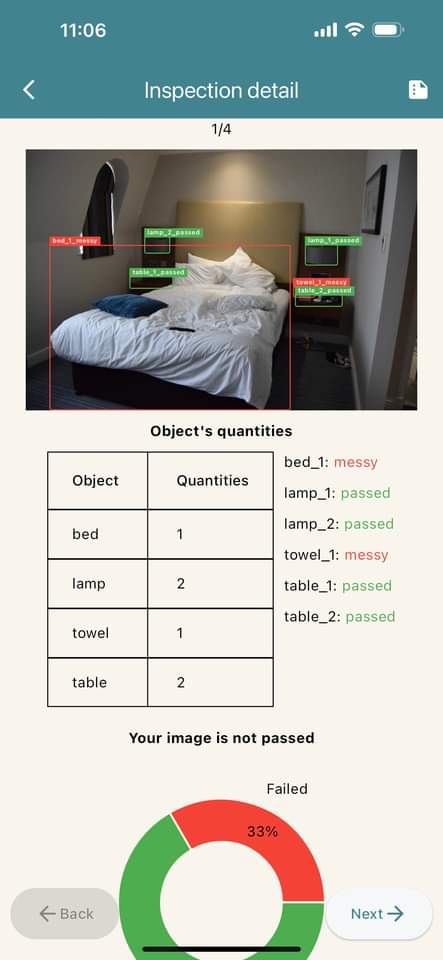 11:06
Inspection detail
1/4
lamp_2_passed
bed_1_messy
lamp_1_passed
table_1_passed
towel_1_messy
table_2_passed
Object's quantities
Object Quantities
bed 1
lamp 2
towel 1
table 2
bed_1: messy
lamp_1: passed
lamp_2: passed
towel_1: messy
table_1: passed
table_2: passed
Your image is not passed
Failed
33%
Back
Next